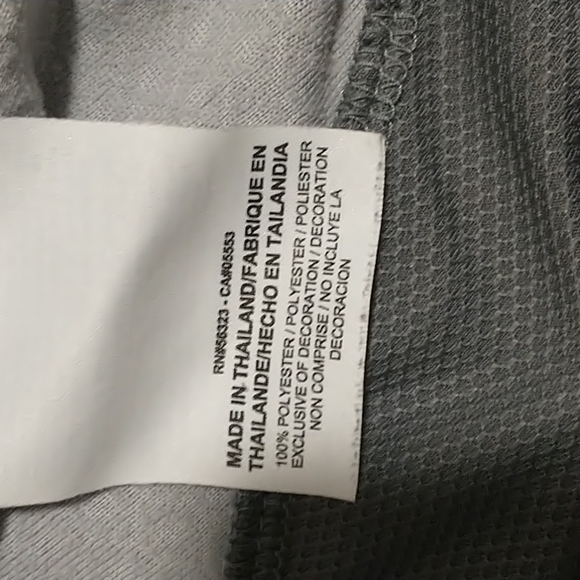 RN#56323 - CA#05553
MADE IN THAILAND/FABRIQUE EN
THAILANDE/HECHO EN TAILANDIA
100% POLYESTER / POLYESTER / POLIESTER
EXCLUSIVE OF DECORATION / DECORATION
NON COMPRISE / NO INCLUYE LA
DECORACION